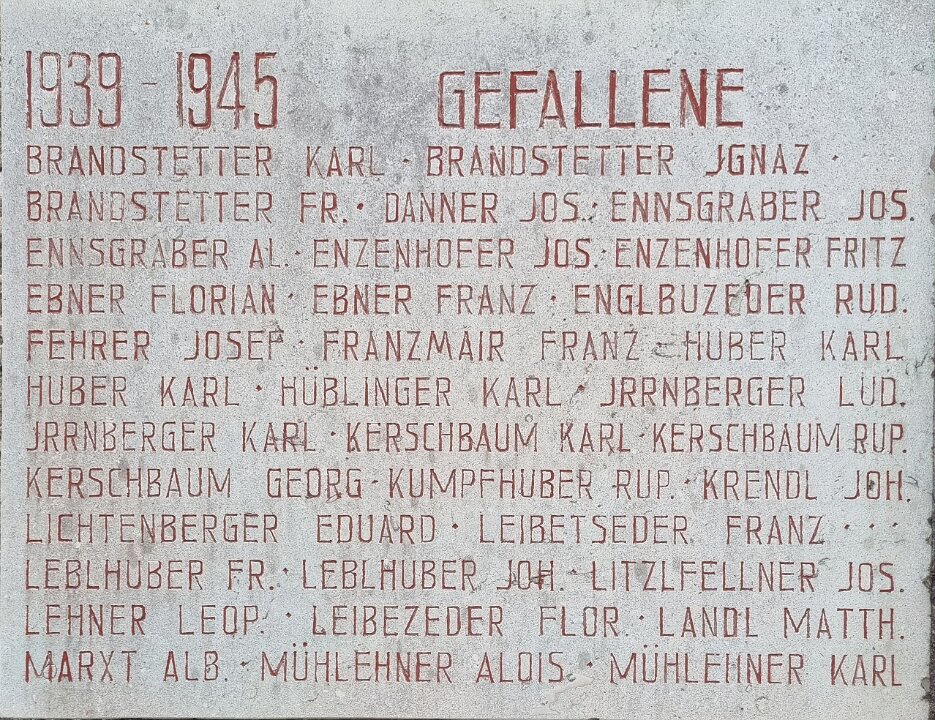 1939 - 1945 GEFALLENE
BRANDSTETTER KARL · BRANDSTETTER JGNAZ ·
BRANDSTETTER FR. · DANNER JOS. · ENNSGRABER JOS.
ENNSGRABER AL. · ENZENHOFER JOS. · ENZENHOFER FRITZ
EBNER FLORIAN · EBNER FRANZ · ENGLBUZEDER RUD.
FEHRER JOSEF · FRANZMAIR FRANZ · HUBER KARL
HUBER KARL · HÜBLINGER KARL · JRRNBERGER LUD.
JRRNBERGER KARL · KERSCHBAUM KARL · KERSCHBAUM RUP.
KERSCHBAUM GEORG · KUMPFHUBER RUP. · KRENDL JOH.
LICHTENBERGER EDUARD · LEIBETSEDER FRANZ · · ·
LEBLHUBER FR. · LEBLHUBER JOH. · LITZLFELLNER JOS.
LEHNER LEOP. · LEIBEZEDER FLOR. · LANDL MATTH.
MARXT ALB. · MÜHLEHNER ALOIS · MÜHLEHNER KARL